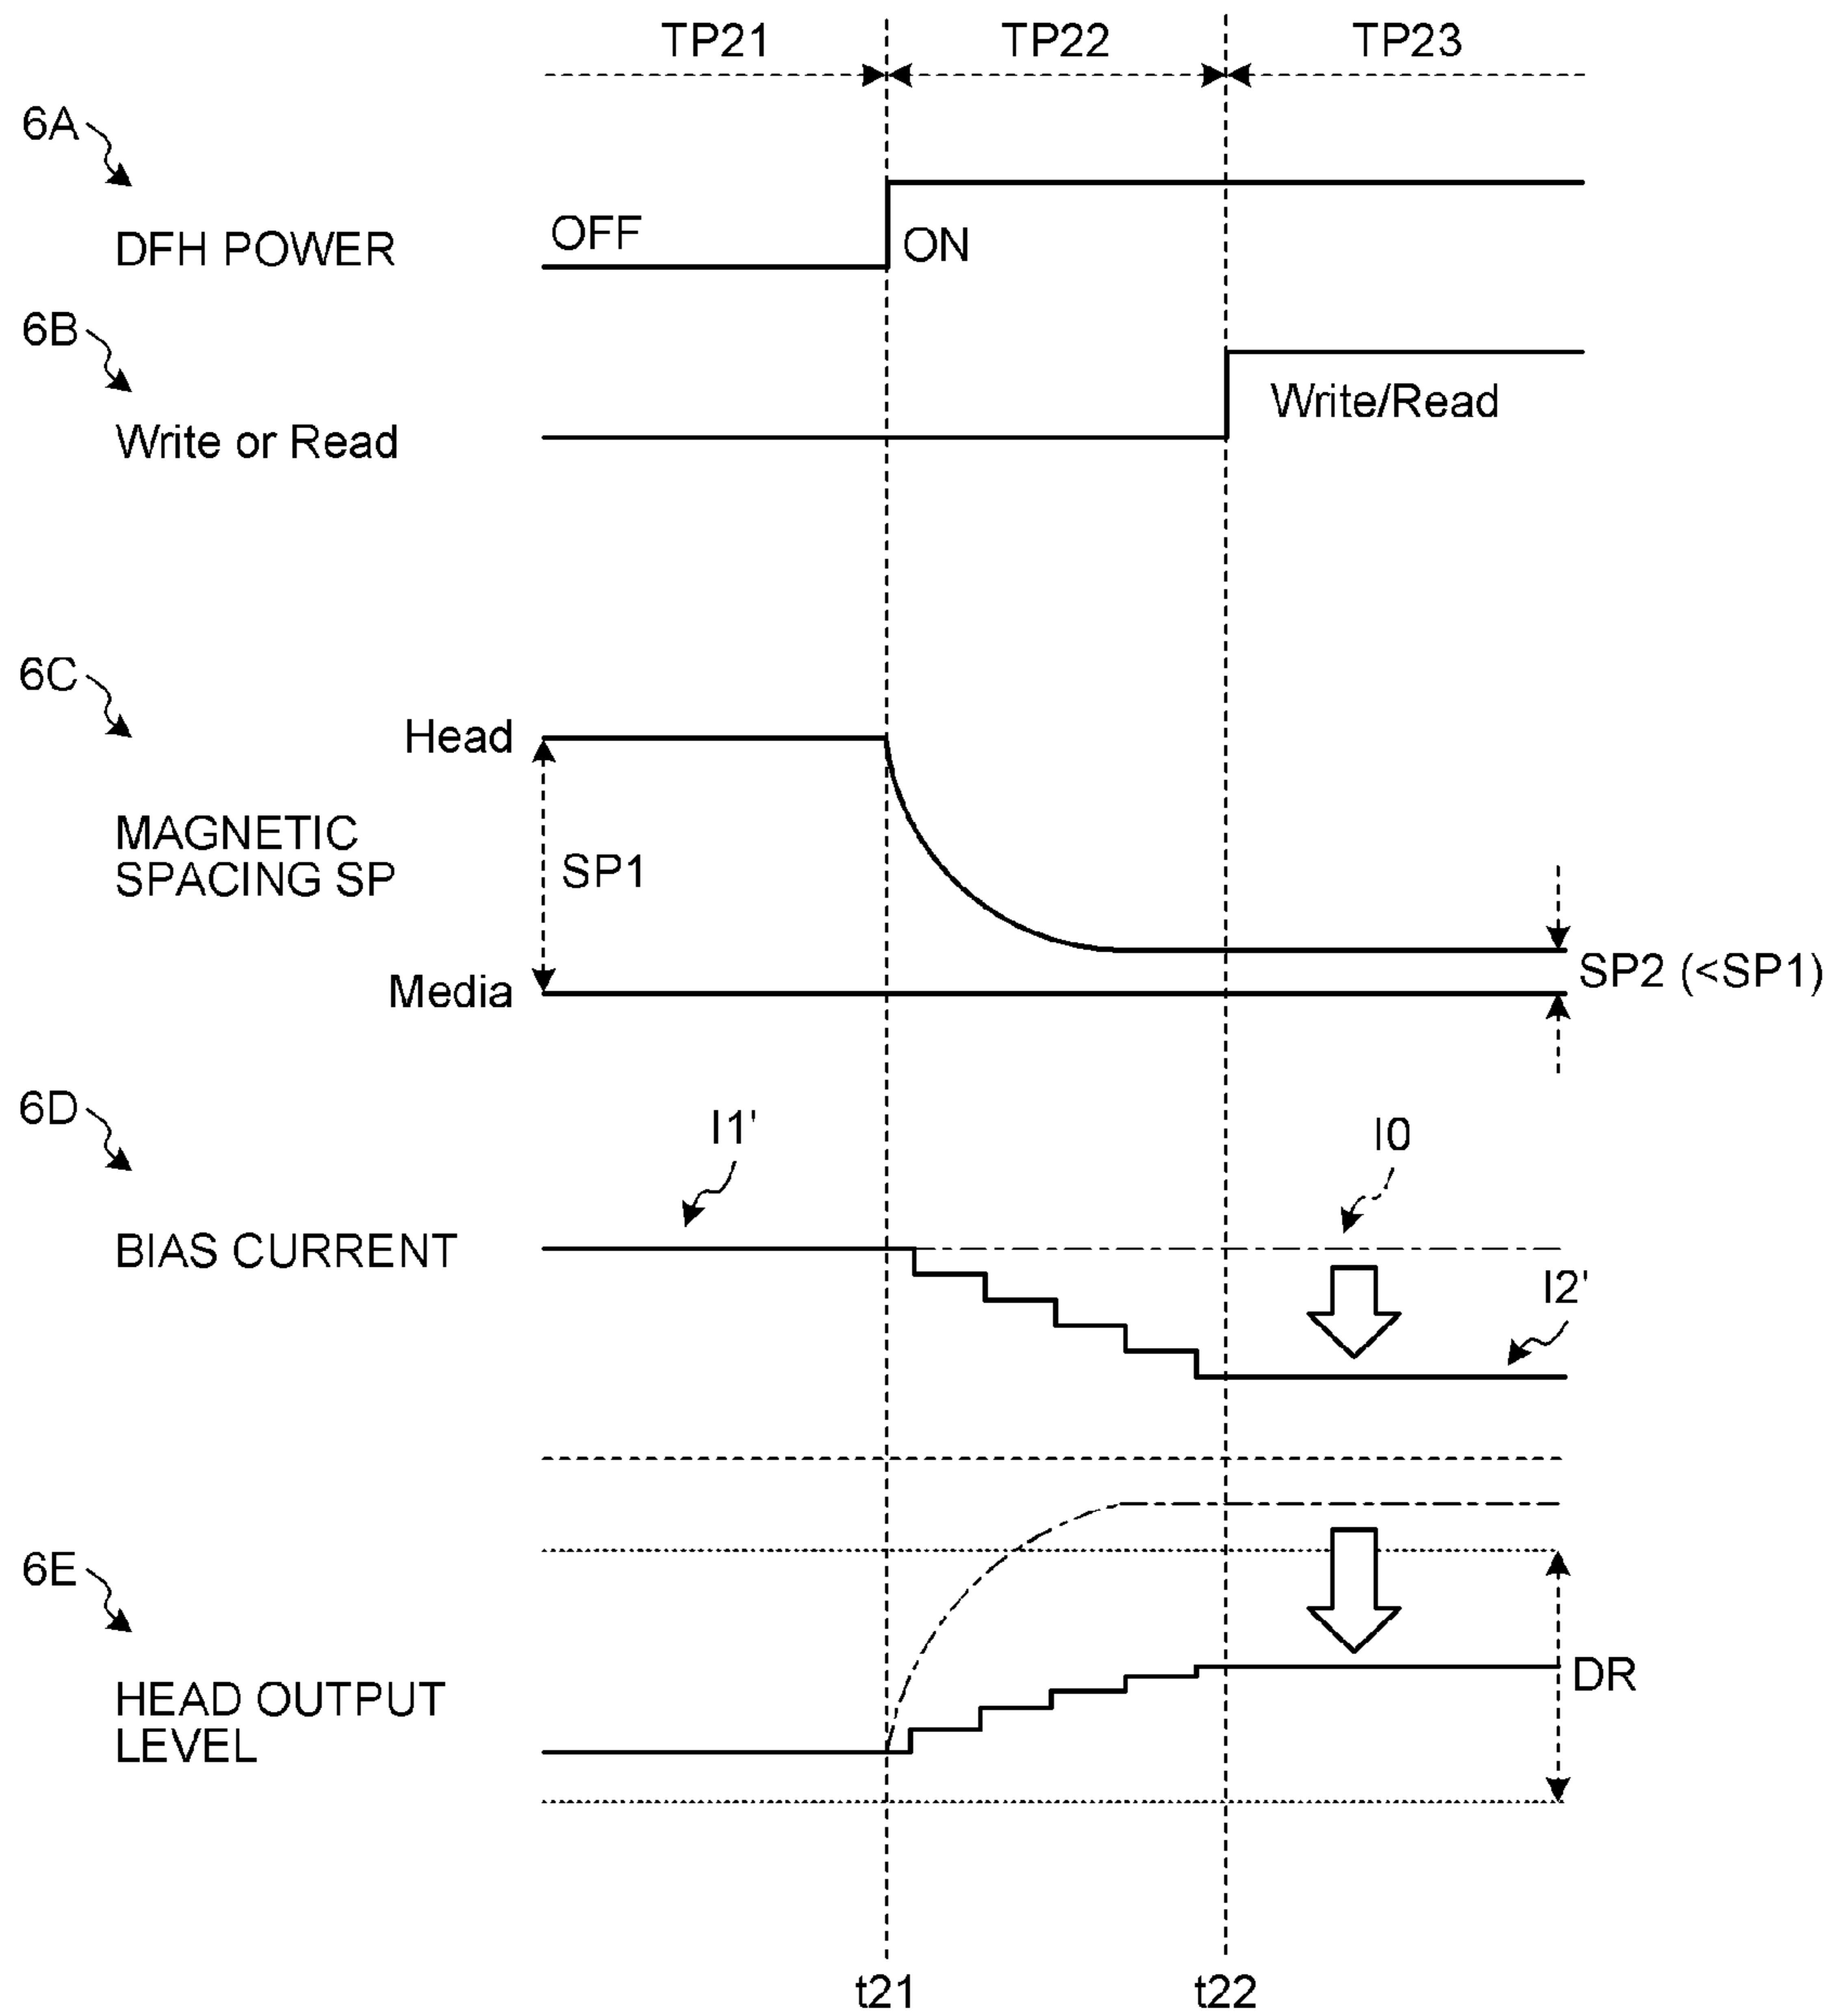 TP21 TP22 TP23
6A
OFF
ON
DFH POWER
6B
Write/Read
Write or Read
6C
Head
MAGNETIC
SPACING SP
SP1
SP2 (<SP1)
Media
6D
I1'
I0
BIAS CURRENT
I2'
6E
HEAD OUTPUT
LEVEL
DR
t21 t22